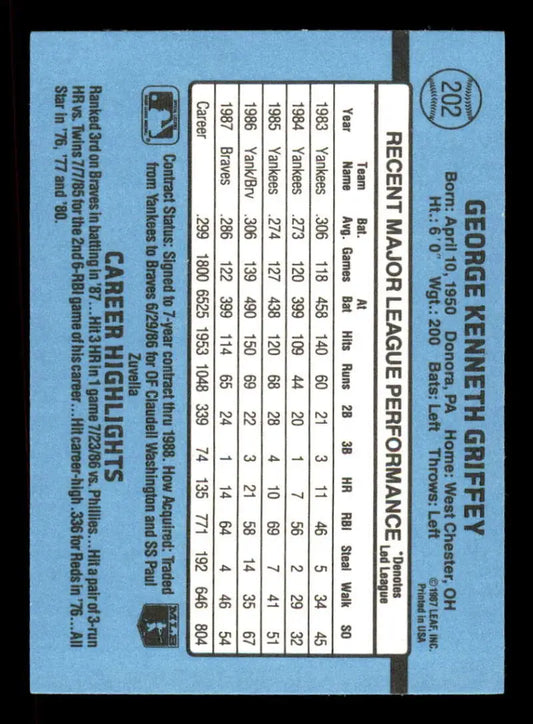 202
GEORGE KENNETH GRIFFEY
Born: April 10, 1950 Donora, PA Home: West Chester, OH
Ht.: 6' 0" Wgt.: 200 Bats: Left Throws: Left
©1987 LEAF, INC.
Printed in USA
RECENT MAJOR LEAGUE PERFORMANCE *Denotes Led League
Year Team Name Bat. Avg. Games At Bat Hits Runs 2B 3B HR RBI Steal Walk SO
1983 Yankees .306 118 458 140 60 21 3 11 46 5 34 45
1984 Yankees .273 120 399 109 44 20 1 7 56 2 29 32
1985 Yankees .274 127 438 120 68 28 4 10 69 7 41 51
1986 Yank/Brv .306 139 490 150 69 22 3 21 58 14 35 67
1987 Braves .286 122 399 114 65 24 1 14 64 4 46 54
Career .299 1800 6525 1953 1048 339 74 135 771 192 646 804
Contract Status: Signed to 7-year contract thru 1988. How Acquired: Traded
from Yankees to Braves 6/29/86 for OF Claudell Washington and SS Paul
Zuvella
CAREER HIGHLIGHTS
Ranked 3rd on Braves in batting in '87 ... Hit 3 HR in 1 game 7/23/86 vs. Phillies... Hit a pair of 3-run
HR vs. Twins 7/7/85 for the 2nd 6-RBI game of his career ... Hit career-high .336 for Reds in '76 ... All
Star in '76, '77 and '80.